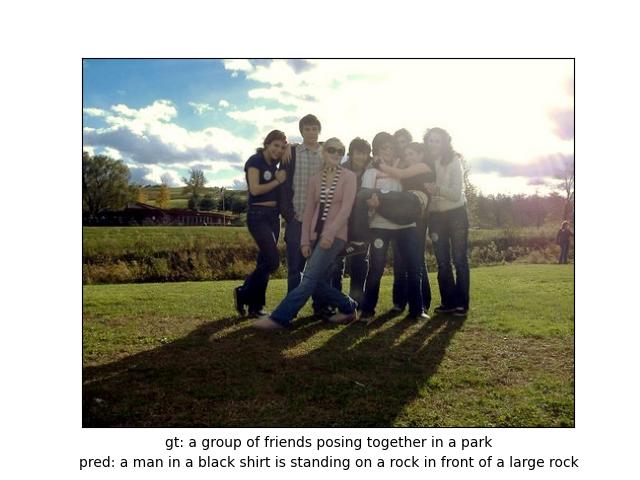 gt: a group of friends posing together in a park
pred: a man in a black shirt is standing on a rock in front of a large rock